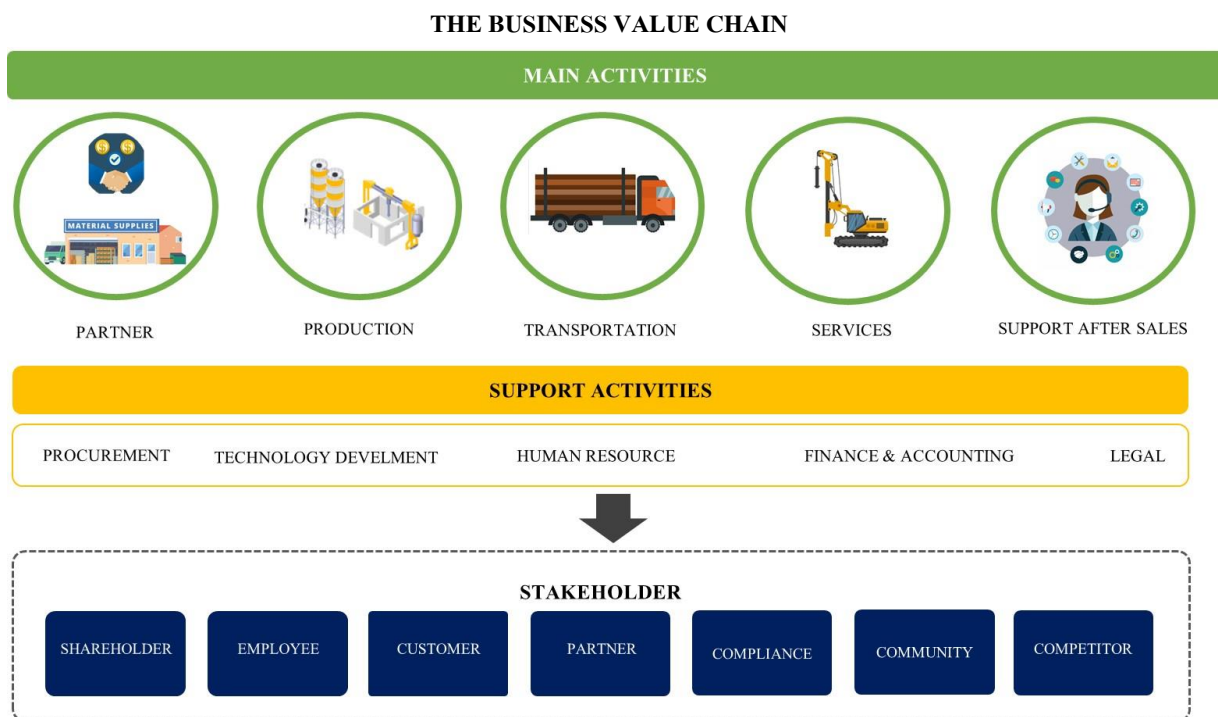 THE BUSINESS VALUE CHAIN
MAIN ACTIVITIES
MATERIAL SUPPLIES
PARTNER
PRODUCTION
TRANSPORTATION
SERVICES
SUPPORT AFTER SALES
SUPPORT ACTIVITIES
PROCUREMENT
TECHNOLOGY DEVELMENT
HUMAN RESOURCE
FINANCE & ACCOUNTING
LEGAL
STAKEHOLDER
SHAREHOLDER
EMPLOYEE
CUSTOMER
PARTNER
COMPLIANCE
COMMUNITY
COMPETITOR